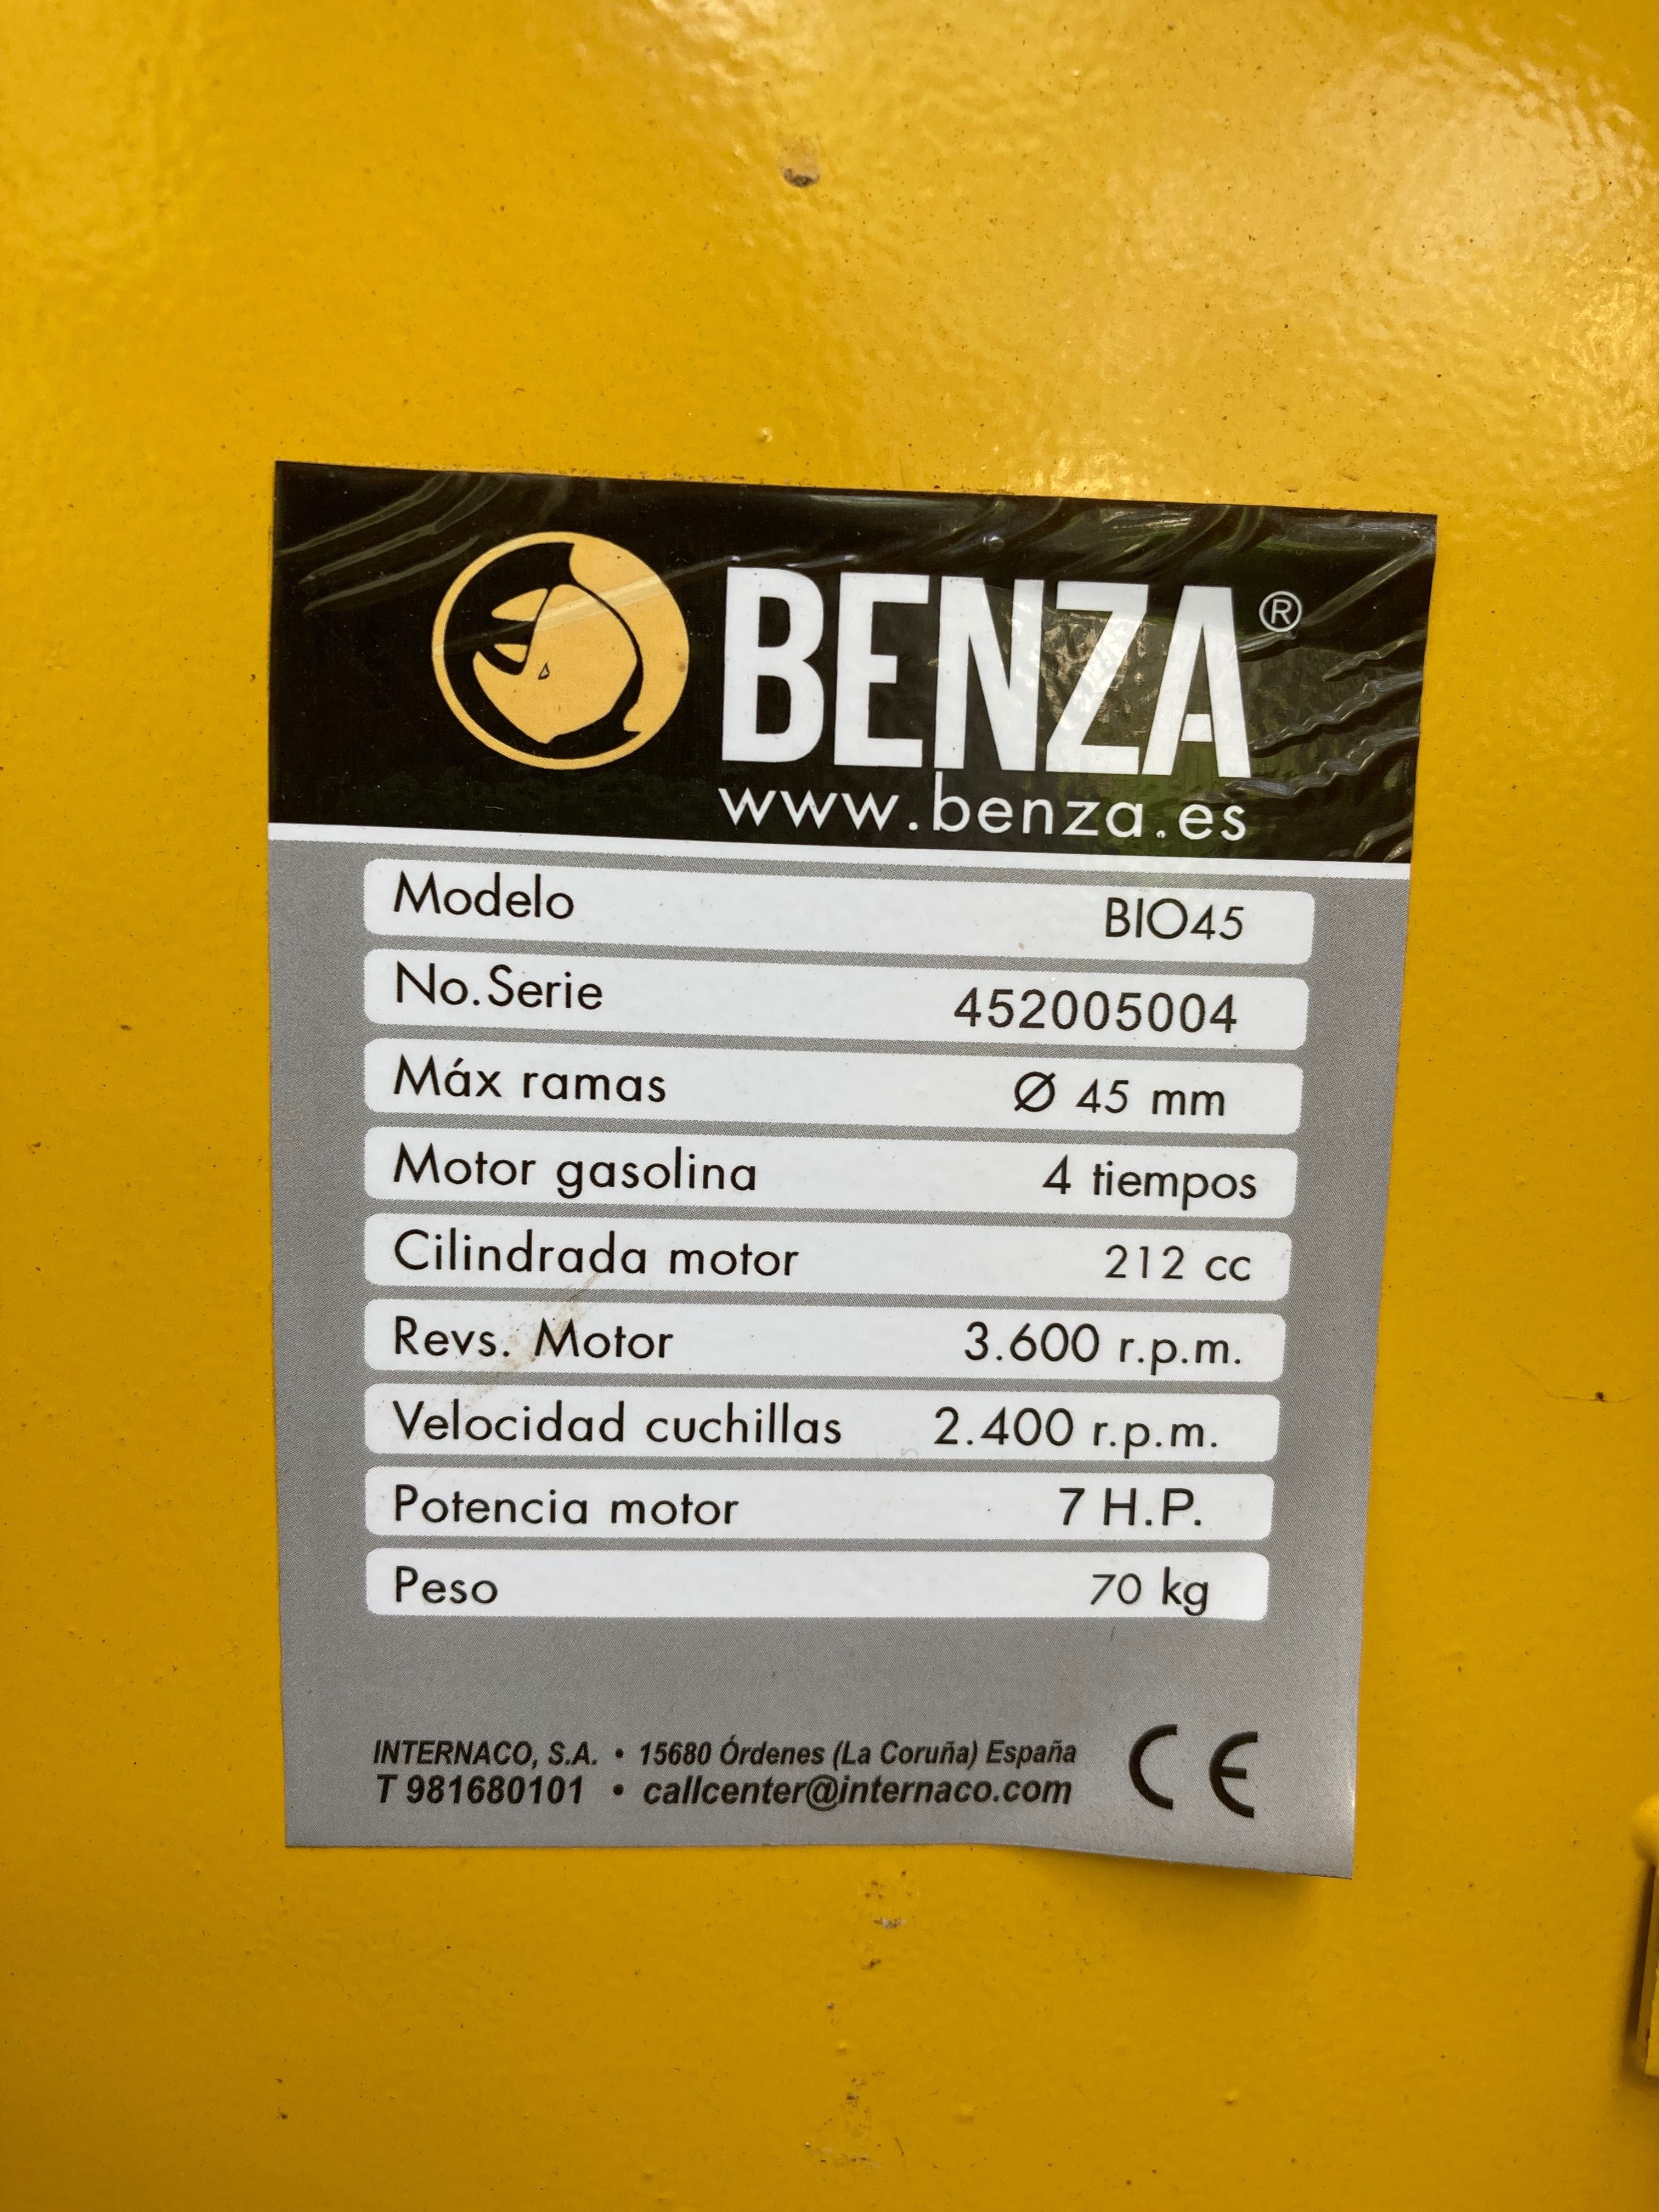 BENZA®
www.benza.es
Modelo BIO45
No.Serie 452005004
Máx ramas Ø 45 mm
Motor gasolina 4 tiempos
Cilindrada motor 212 cc
Revs. Motor 3.600 r.p.m.
Velocidad cuchillas 2.400 r.p.m.
Potencia motor 7 H.P.
Peso 70 kg
INTERNACO, S.A. • 15680 Órdenes (La Coruña) España
T 981680101 • callcenter@internaco.com
CE